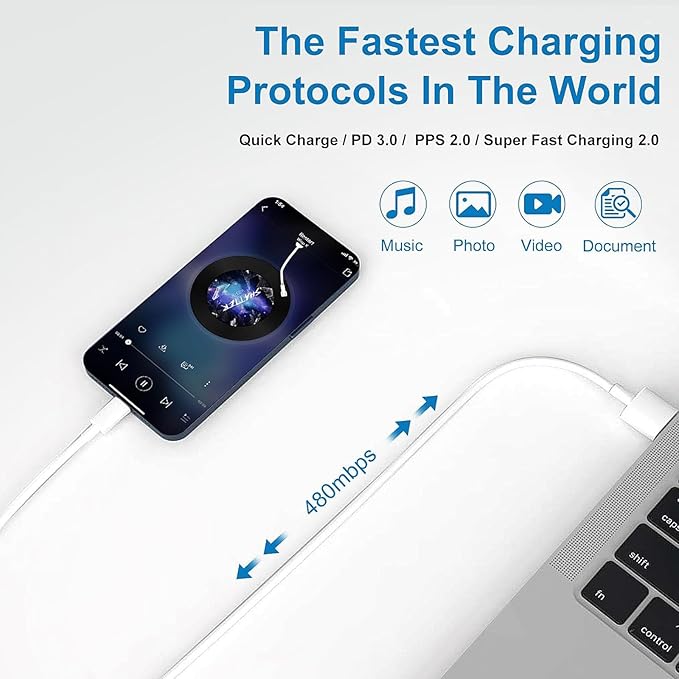 The Fastest Charging
Protocols In The World
Quick Charge / PD 3.0 / PPS 2.0 / Super Fast Charging 2.0
Music
Photo
Video
Document
480mbps
caps
shift
fn
control